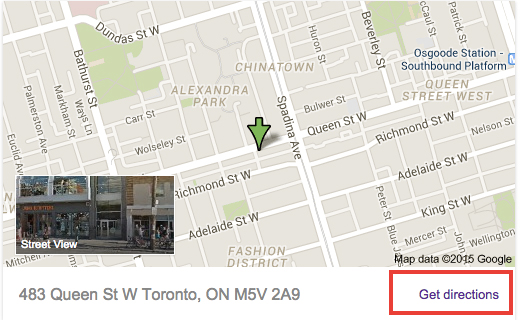 Dundas St W
Bathurst St
Palmerston Ave
Markham St
Ways Ln
Euclid Ave
Carr St
Wolseley St
ALEXANDRA
PARK
CHINATOWN
Huron St
Beverley St
McCaul St
Patrick St
Osgoode Station -
Southbound Platform
QUEEN
STREET WEST
Bulwer St
Spadina Ave
Queen St W
Richmond St W
Nelson St
Adelaide St W
Richmond St W
Adelaide St W
King St W
Peter St
Blue Jays
Mercer St
John
Wellington
FASHION
DISTRICT
Street View
Map data ©2015 Google
483 Queen St W Toronto, ON M5V 2A9
Get directions